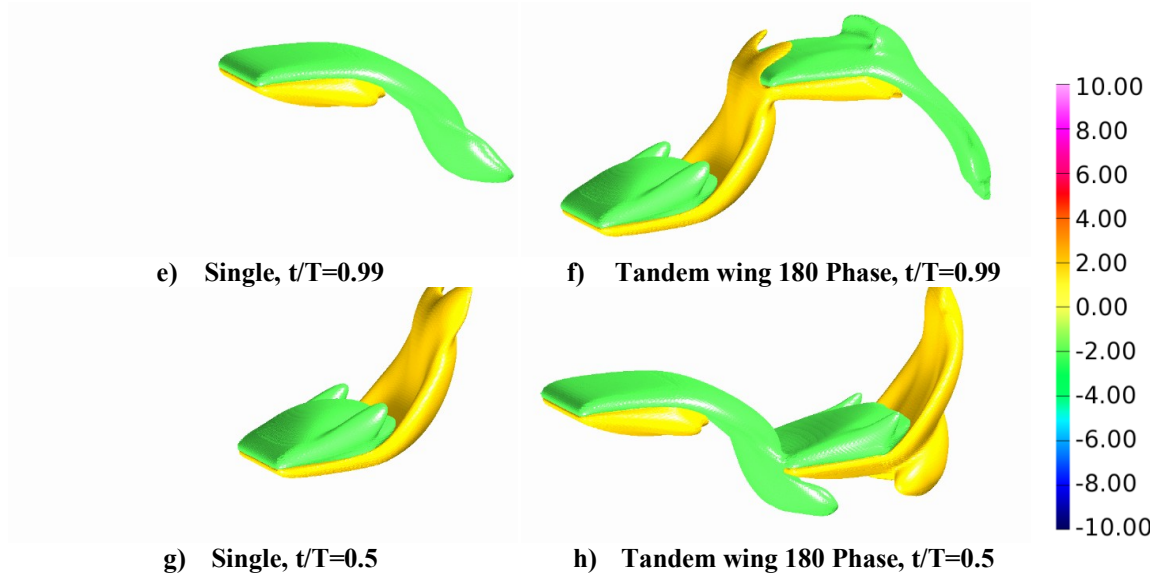 e) Single, t/T=0.99
f) Tandem wing 180 Phase, t/T=0.99
g) Single, t/T=0.5
h) Tandem wing 180 Phase, t/T=0.5
10.00
8.00
6.00
4.00
2.00
0.00
-2.00
-4.00
-6.00
-8.00
-10.00